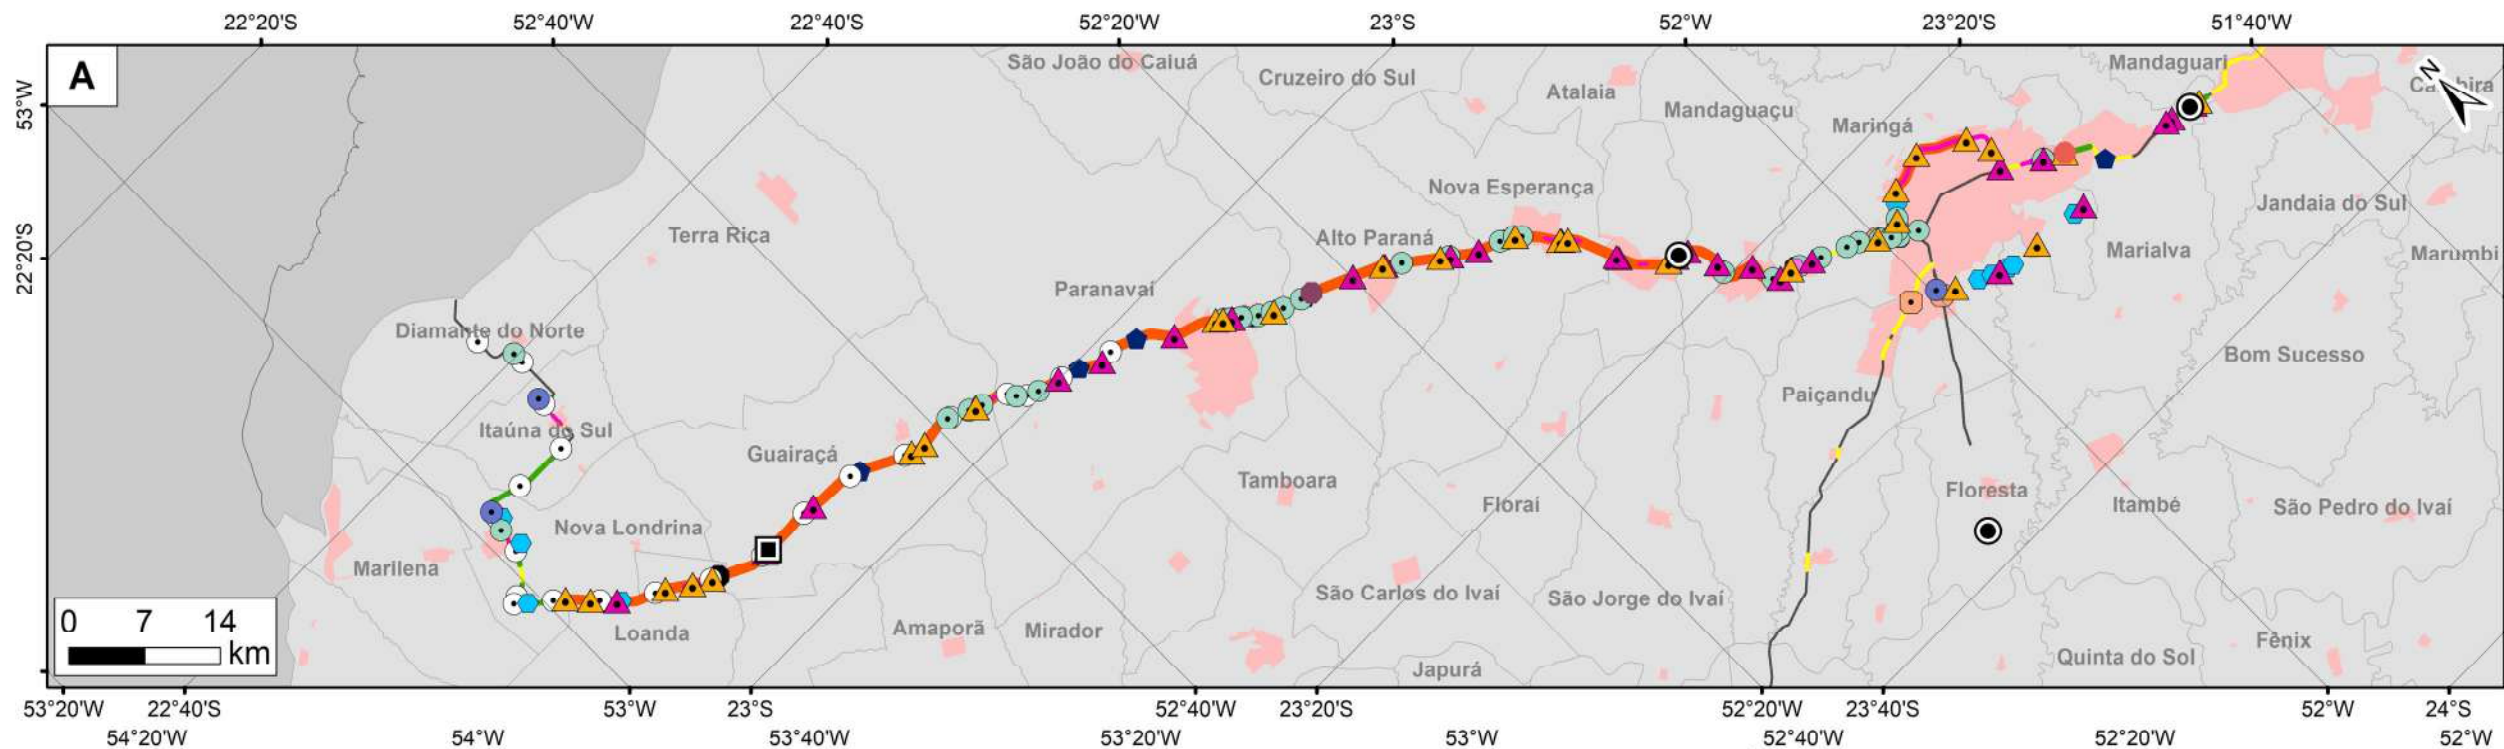 22°20'S 52°40'W 22°40'S 52°20'W 23°S 52°W 23°20'S 51°40'W
A
53°W
22°20'S
N
São João do Caiuá
Cruzeiro do Sul
Atalaia
Mandaguaçu
Maringá
Mandaguari
Nova Esperança
Jandaia do Sul
Terra Rica
Alto Paraná
Marialva
Marumbi
Paranavaí
Diamante do Norte
Bom Sucesso
Paiçandu
Itaúna do Sul
Guairaçá
Tamboara
Floraí
Floresta
Itambé
São Pedro do Ivaí
Nova Londrina
Marilena
São Carlos do Ivaí
São Jorge do Ivaí
Loanda
Amaporã
Mirador
Fênix
Quinta do Sol
Japurá
0 7 14
km
53°20'W 22°40'S 53°W 23°S 52°40'W 23°20'S 52°20'W 23°40'S 52°W 24°S
54°20'W 54°W 53°40'W 53°20'W 53°W 52°40'W 52°20'W 52°W